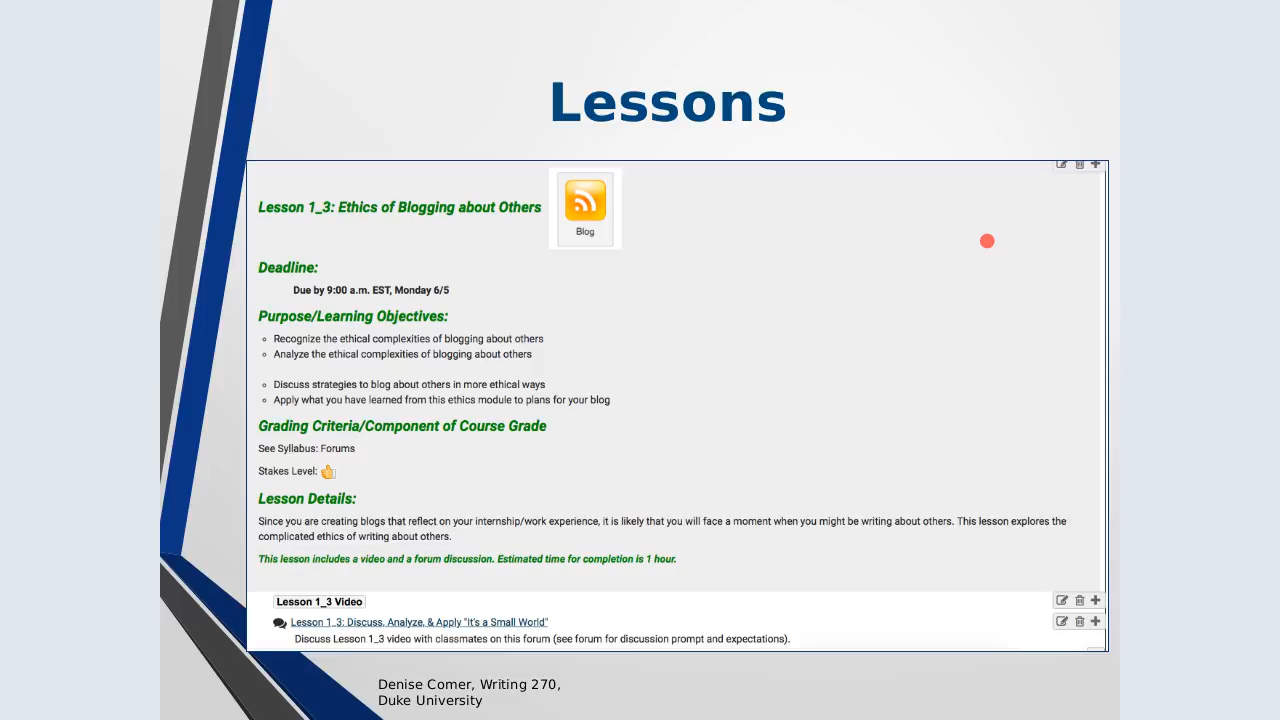 Lessons
Lesson 1_3: Ethics of Blogging about Others
Blog
Deadline:
Due by 9:00 a.m. EST, Monday 6/5
Purpose/Learning Objectives:
Recognize the ethical complexities of blogging about others
Analyze the ethical complexities of blogging about others
Discuss strategies to blog about others in more ethical ways
Apply what you have learned from this ethics module to plans for your blog
Grading Criteria/Component of Course Grade
See Syllabus: Forums
Stakes Level:
Lesson Details:
Since you are creating blogs that reflect on your internship/work experience, it is likely that you will face a moment when you might be writing about others. This lesson explores the
complicated ethics of writing about others.
This lesson includes a video and a forum discussion. Estimated time for completion is 1 hour.
Lesson 1_3 Video
Lesson 1_3: Discuss, Analyze, & Apply "It's a Small World"
Discuss Lesson 1_3 video with classmates on this forum (see forum for discussion prompt and expectations).
Denise Comer, Writing 270,
Duke University